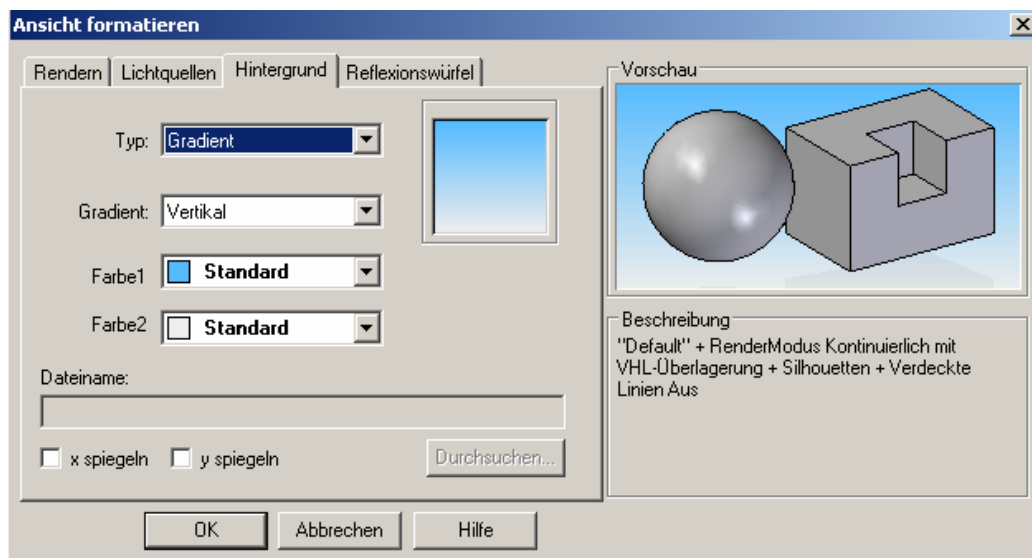 Ansicht formatieren
Rendern Lichtquellen Hintergrund Reflexionswürfel
Typ: Gradient
Gradient: Vertikal
Farbe1 Standard
Farbe2 Standard
Dateiname:
x spiegeln y spiegeln Durchsuchen...
OK Abbrechen Hilfe
Vorschau
Beschreibung
"Default" + RenderModus Kontinuierlich mit
VHL-Überlagerung + Silhouetten + Verdeckte
Linien Aus